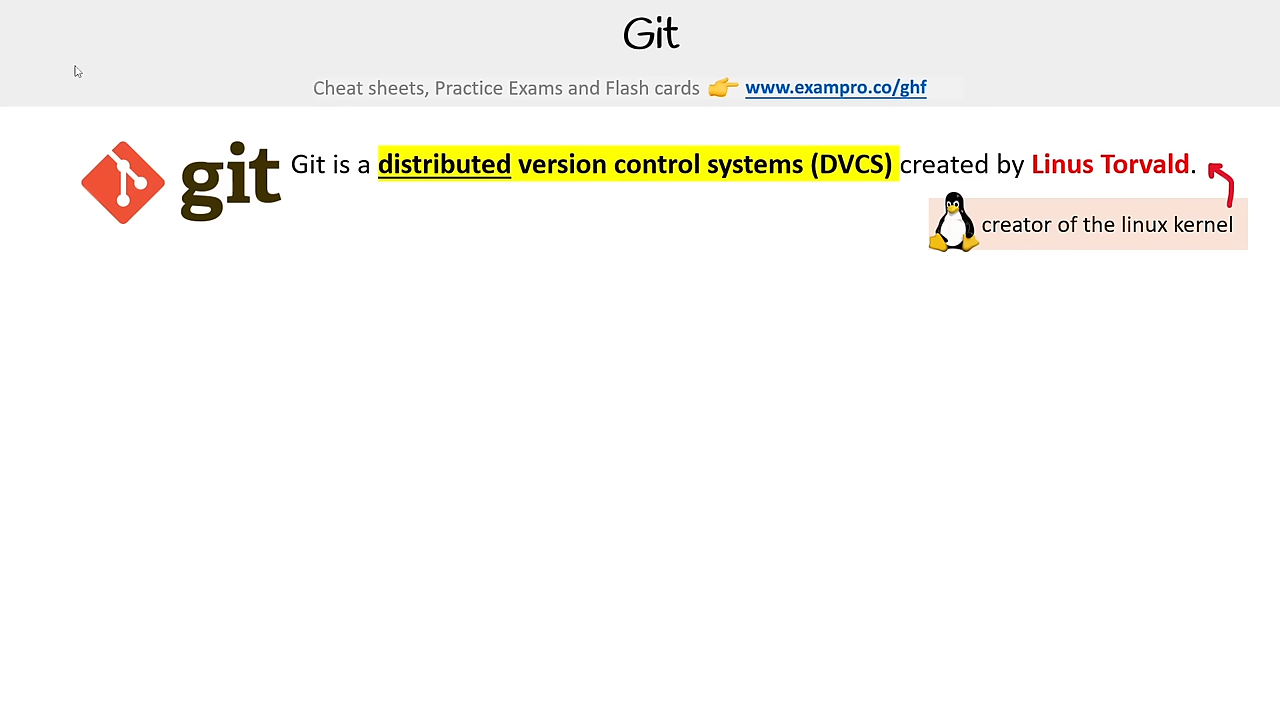 Git
Cheat sheets, Practice Exams and Flash cards 👉 www.exampro.co/ghf
git
Git is a distributed version control systems (DVCS) created by Linus Torvald.
creator of the linux kernel